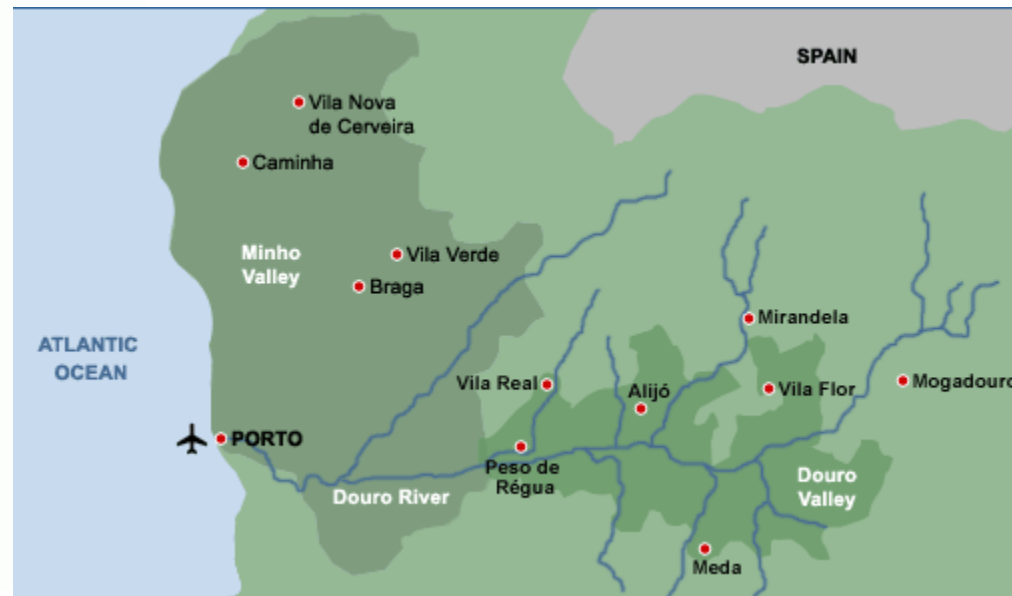 SPAIN
Vila Nova
de Cerveira
Caminha
Minho
Valley
Vila Verde
Braga
ATLANTIC
OCEAN
Mirandela
Vila Real
Alijó
Vila Flor
Mogadouro
PORTO
Peso de
Régua
Douro River
Douro
Valley
Meda